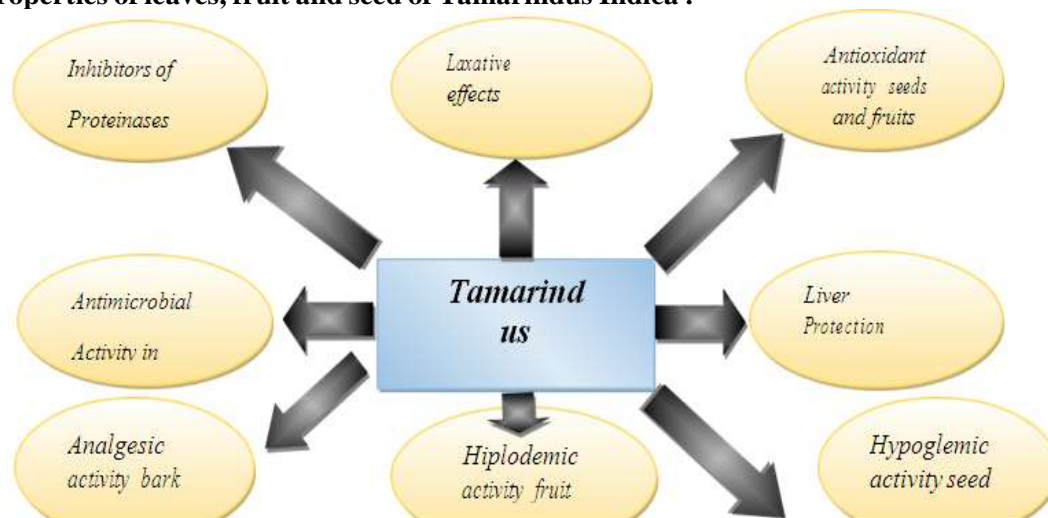 roperties of leaves, fruit and seed of Tamarindus Indica :
Inhibitors of
Proteinases
Laxative
effects
Antioxidant
activity seeds
and fruits
Tamarind
us
Antimicrobial
Activity in
Liver
Protection
Analgesic
activity bark
Hiplodemic
activity fruit
Hypoglemic
activity seed